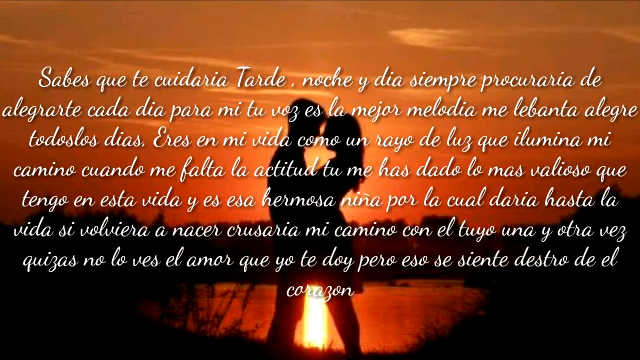 Sabes que te cuidaria Tarde , noche y dia siempre procuraria de
alegrarte cada dia para mi tu voz es la mejor melodia me lebanta alegre
todoslos dias, Eres en mi vida como un rayo de luz que ilumina mi
camino cuando me falta la actitud tu me has dado lo mas valioso que
tengo en esta vida y es esa hermosa niña por la cual daria hasta la
vida si volviera a nacer crusaria mi camino con el tuyo una y otra vez
quizas no lo ves el amor que yo te doy pero eso se siente destro de el
corazon